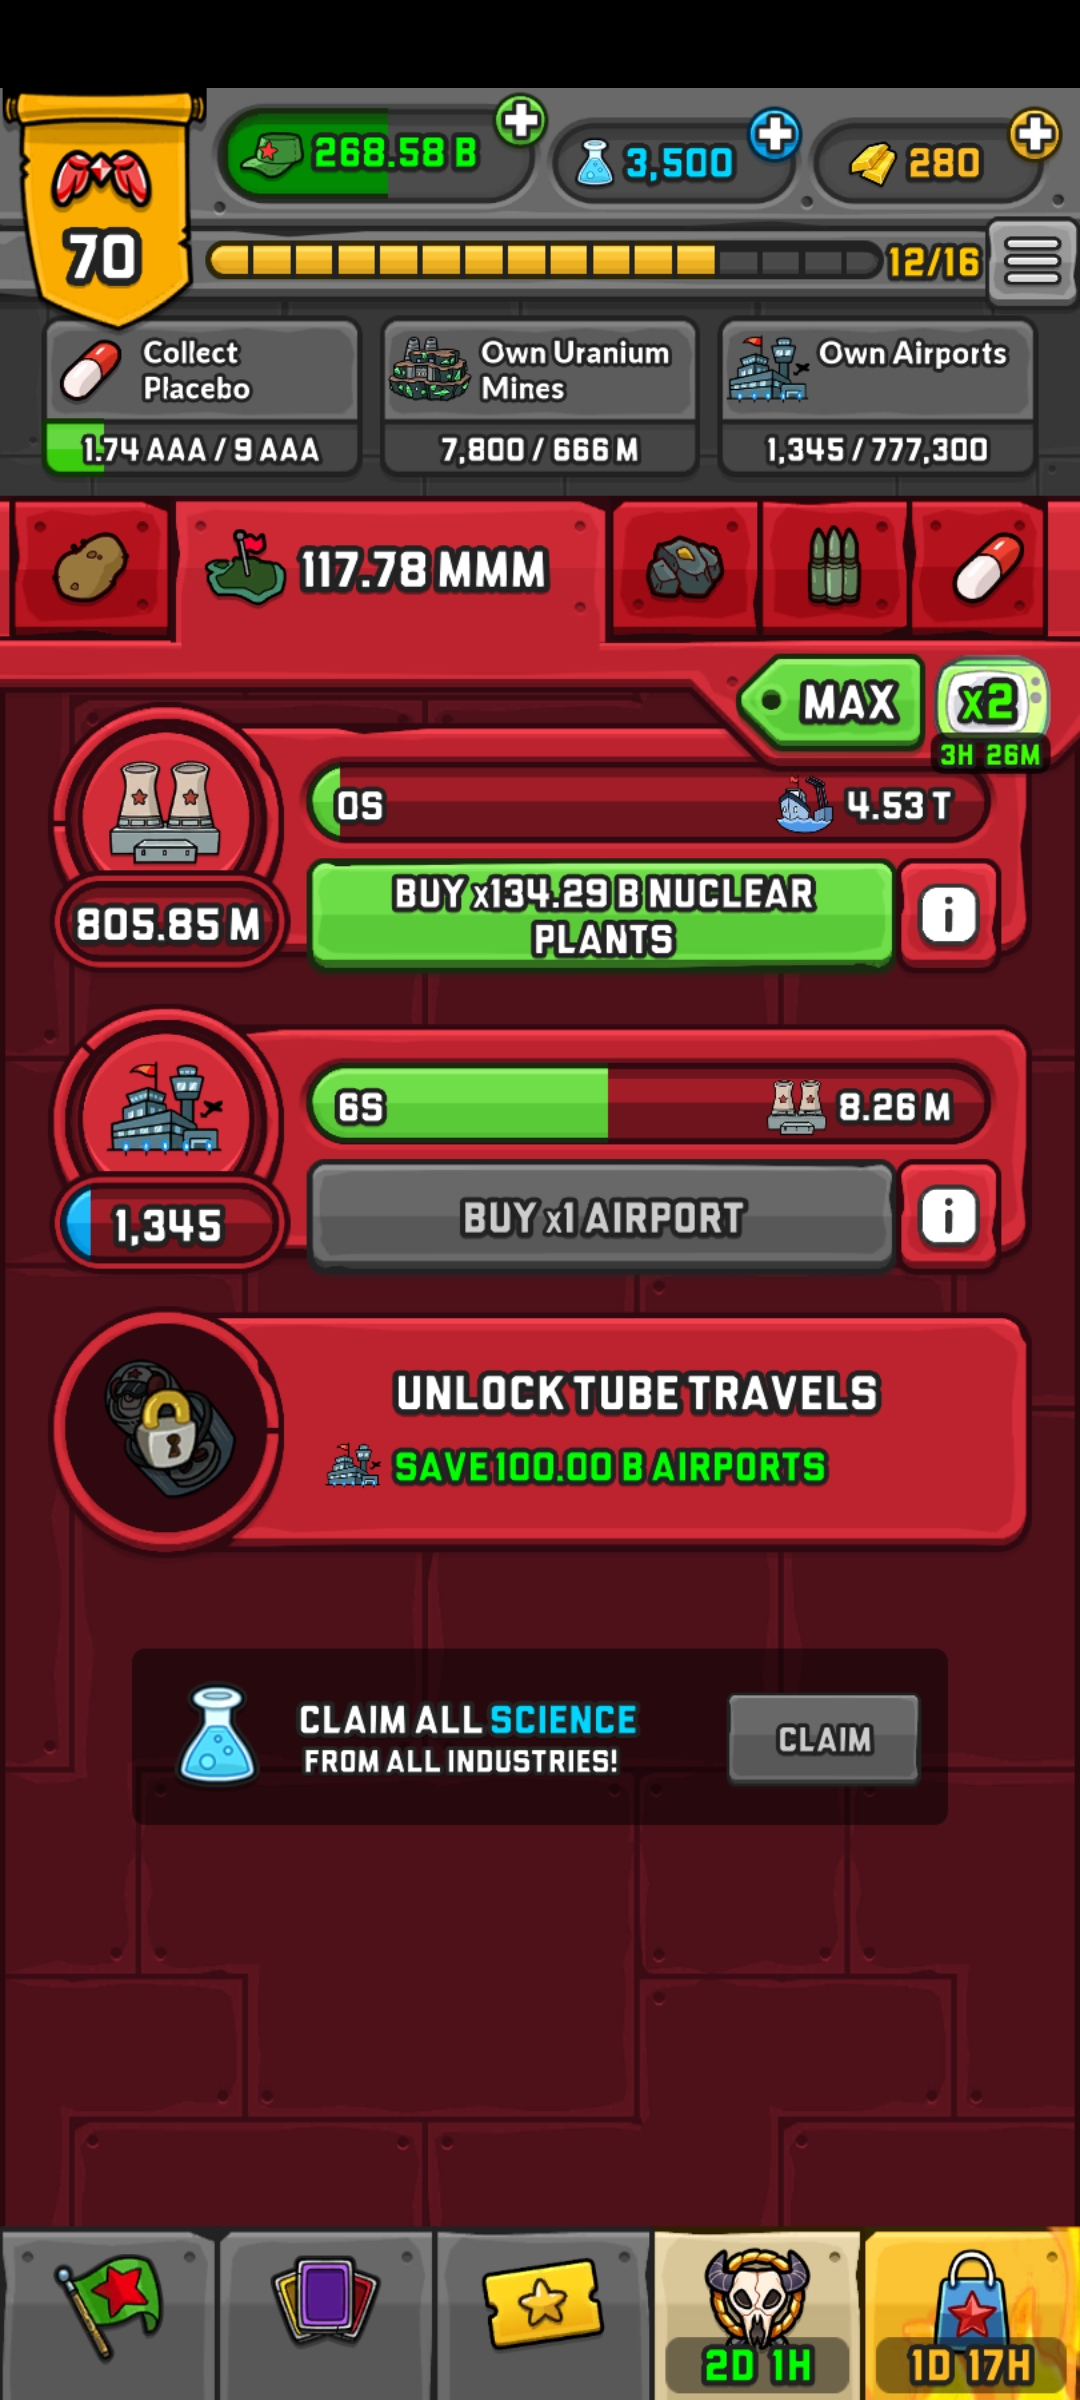 70
268.58 B
3,500
280
12/16
Collect
Placebo
1.74 AAA / 9 AAA
Own Uranium
Mines
7,800 / 666 M
Own Airports
1,345 / 777,300
117.78 MMM
MAX
x2
3H 26M
0S
4.53 T
BUY x134.29 B NUCLEAR
PLANTS
i
805.85 M
6S
8.26 M
BUY x1 AIRPORT
i
1,345
UNLOCK TUBE TRAVELS
SAVE 100.00 B AIRPORTS
CLAIM ALL SCIENCE
FROM ALL INDUSTRIES!
CLAIM
2D 1H
1D 17H